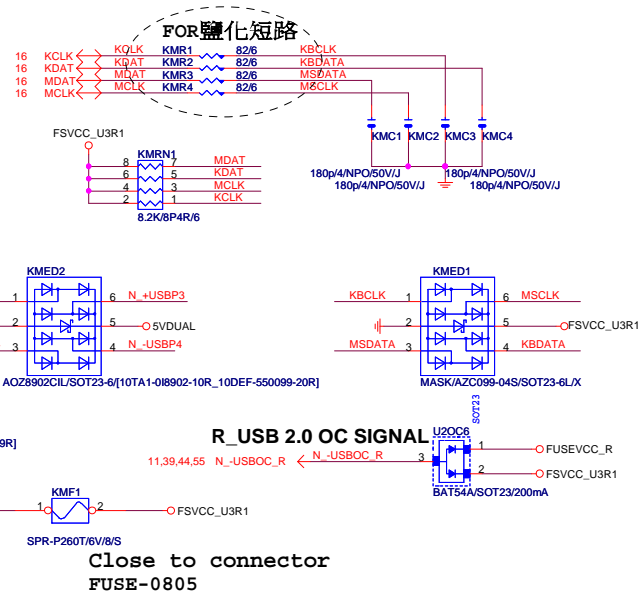 FOR鹽化短路
16 KCLK KCLK KMR1 82/6 KBCLK
16 KDAT KDAT KMR2 82/6 KBDATA
16 MDAT MDAT KMR3 82/6 MSDATA
16 MCLK MCLK KMR4 82/6 MSCLK
KMC1 KMC2 KMC3 KMC4
180p/4/NPO/50V/J 180p/4/NPO/50V/J
180p/4/NPO/50V/J 180p/4/NPO/50V/J
FSVCC_U3R1
KMRN1
8 7 MDAT
6 5 KDAT
4 3 MCLK
2 1 KCLK
8.2K/8P4R/6
KMED2
1 6 N_+USBP3
2 5 5VDUAL
3 4 N_-USBP4
AOZ8902CIL/SOT23-6/[10TA1-0I8902-10R_10DEF-550099-20R]
KMED1
KBCLK 1 6 MSCLK
2 5 FSVCC_U3R1
MSDATA 3 4 KBDATA
MASK/AZC099-04S/SOT23-6L/X
SOT23
R_USB 2.0 OC SIGNAL
U2OC6
11,39,44,55 N_-USBOC_R N_-USBOC_R 3
1 FUSEVCC_R
2 FSVCC_U3R1
BAT54A/SOT23/200mA
9R]
KMF1
1 2 FSVCC_U3R1
SPR-P260T/6V/8/S
Close to connector
FUSE-0805